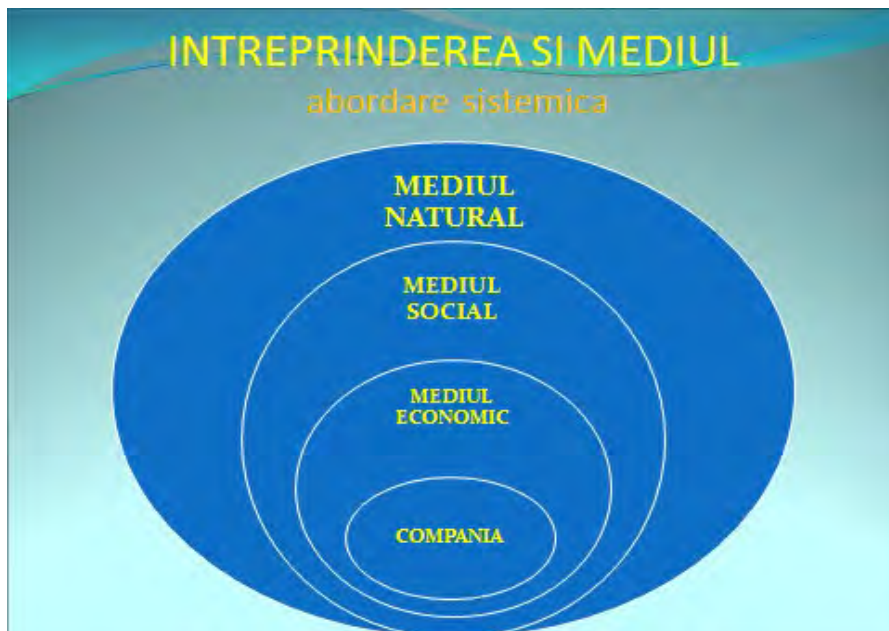 INTREPRINDEREA SI MEDIUL
abordare sistemica
MEDIUL
NATURAL
MEDIUL
SOCIAL
MEDIUL
ECONOMIC
COMPANIA